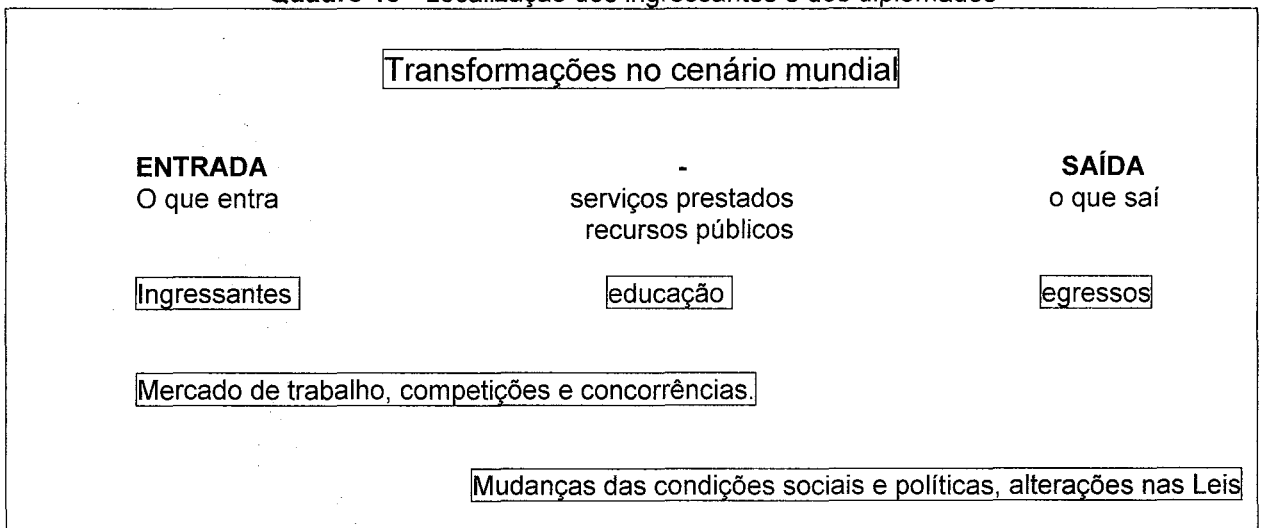 Transformações no cenário mundial
ENTRADA - SAÍDA
O que entra serviços prestados o que saí
recursos públicos
Ingressantes educação egressos
Mercado de trabalho, competições e concorrências.
Mudanças das condições sociais e políticas, alterações nas Leis